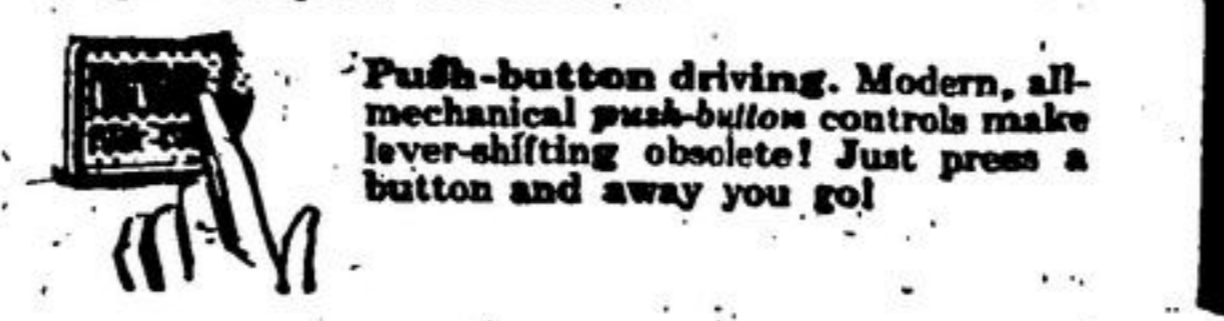 Push-button driving. Modern, all-
mechanical push-button controls make
lever-shifting obsolete! Just press a
button and away you go!